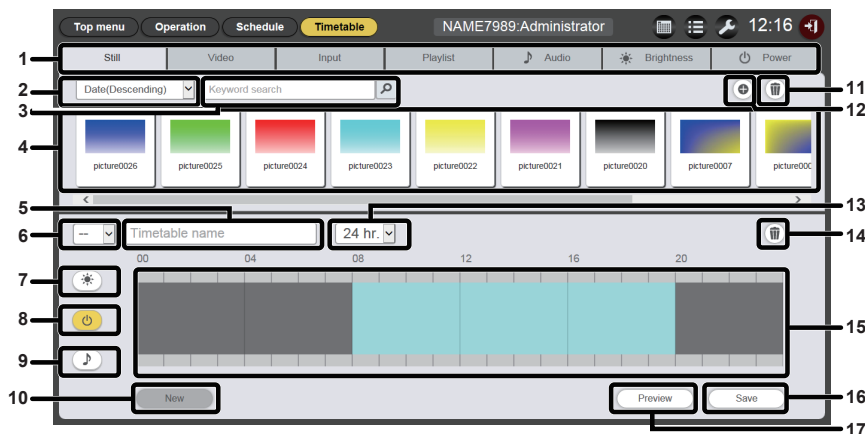 Top menu Operation Schedule Timetable NAME7989:Administrator 12:16
1 Still Video Input Playlist Audio Brightness Power
2 Date(Descending) Keyword search 11
3 12
4 picture0026 picture0025 picture0024 picture0023 picture0022 picture0021 picture0020 picture0007 picture000
5 13
6 -- Timetable name 24 hr. 14
00 04 08 12 16 20
7
8 15
9
10 New Preview Save 16
17